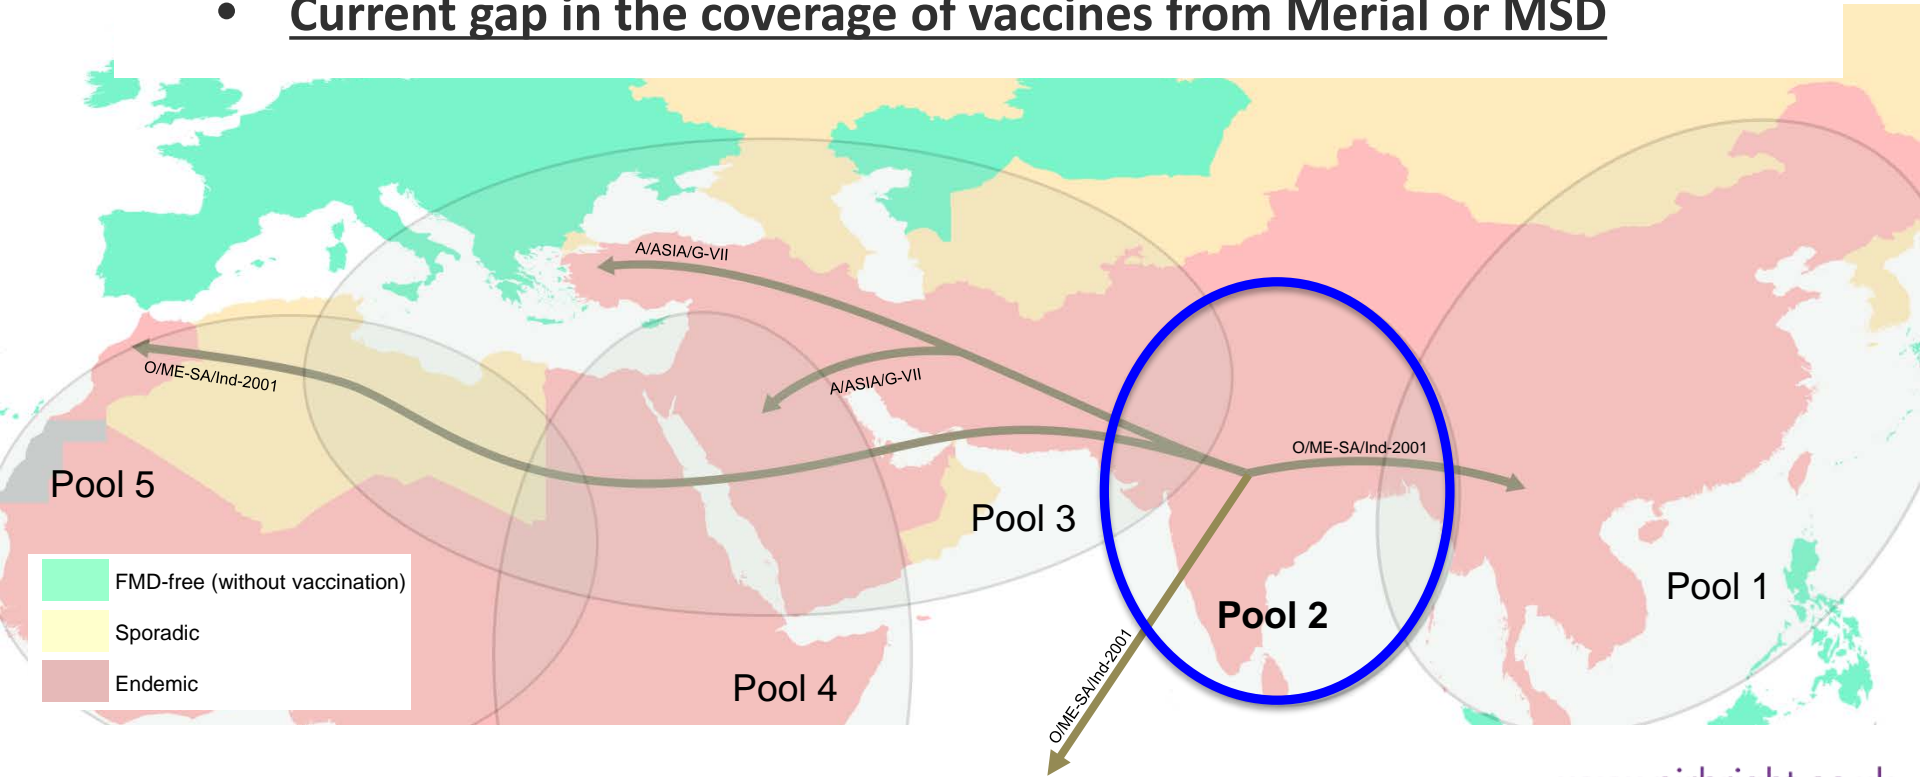 • Current gap in the coverage of vaccines from Merial or MSD
A/ASIA/G-VII
O/ME-SA/Ind-2001
A/ASIA/G-VII
O/ME-SA/Ind-2001
Pool 5
Pool 3
Pool 1
Pool 2
Pool 4
O/ME-SA/Ind-2001
FMD-free (without vaccination)
Sporadic
Endemic